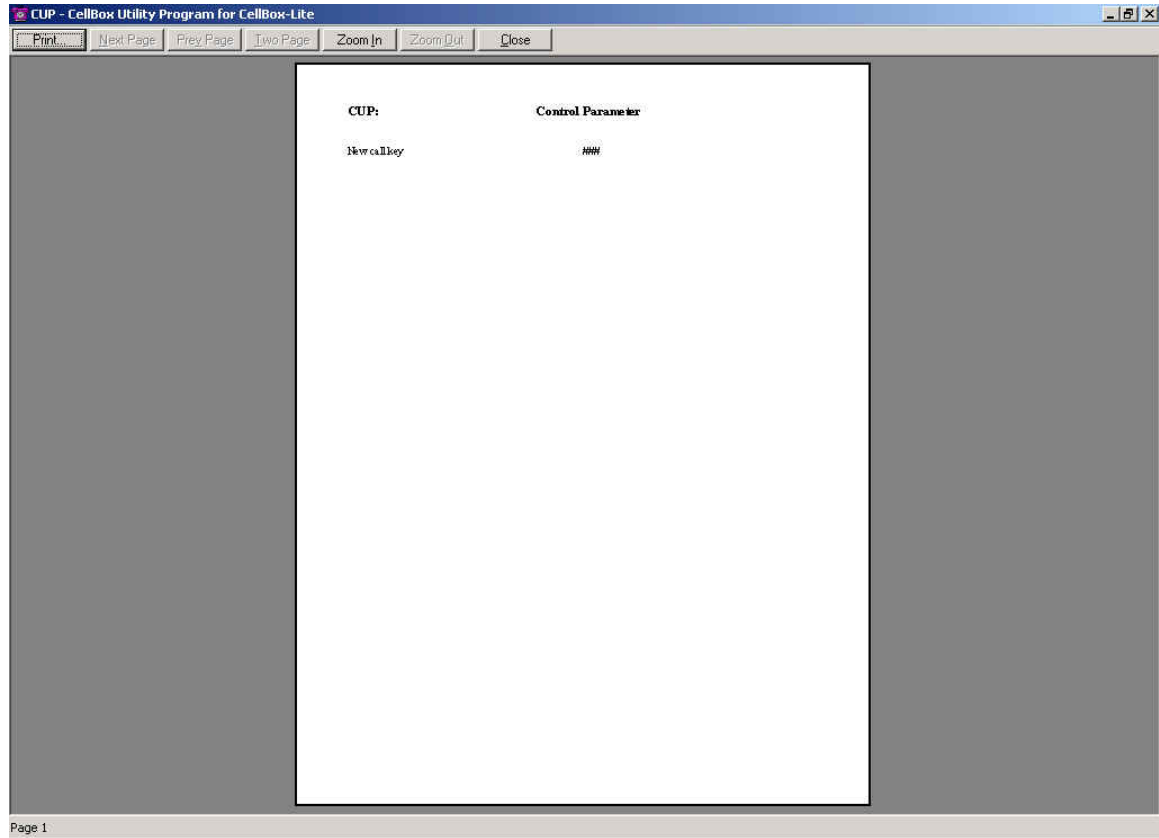 CUP - CellBox Utility Program for CellBox-Lite
Print... Next Page Prev Page Two Page Zoom In Zoom Out Close
CUP: Control Parameter
New call key ###
Page 1